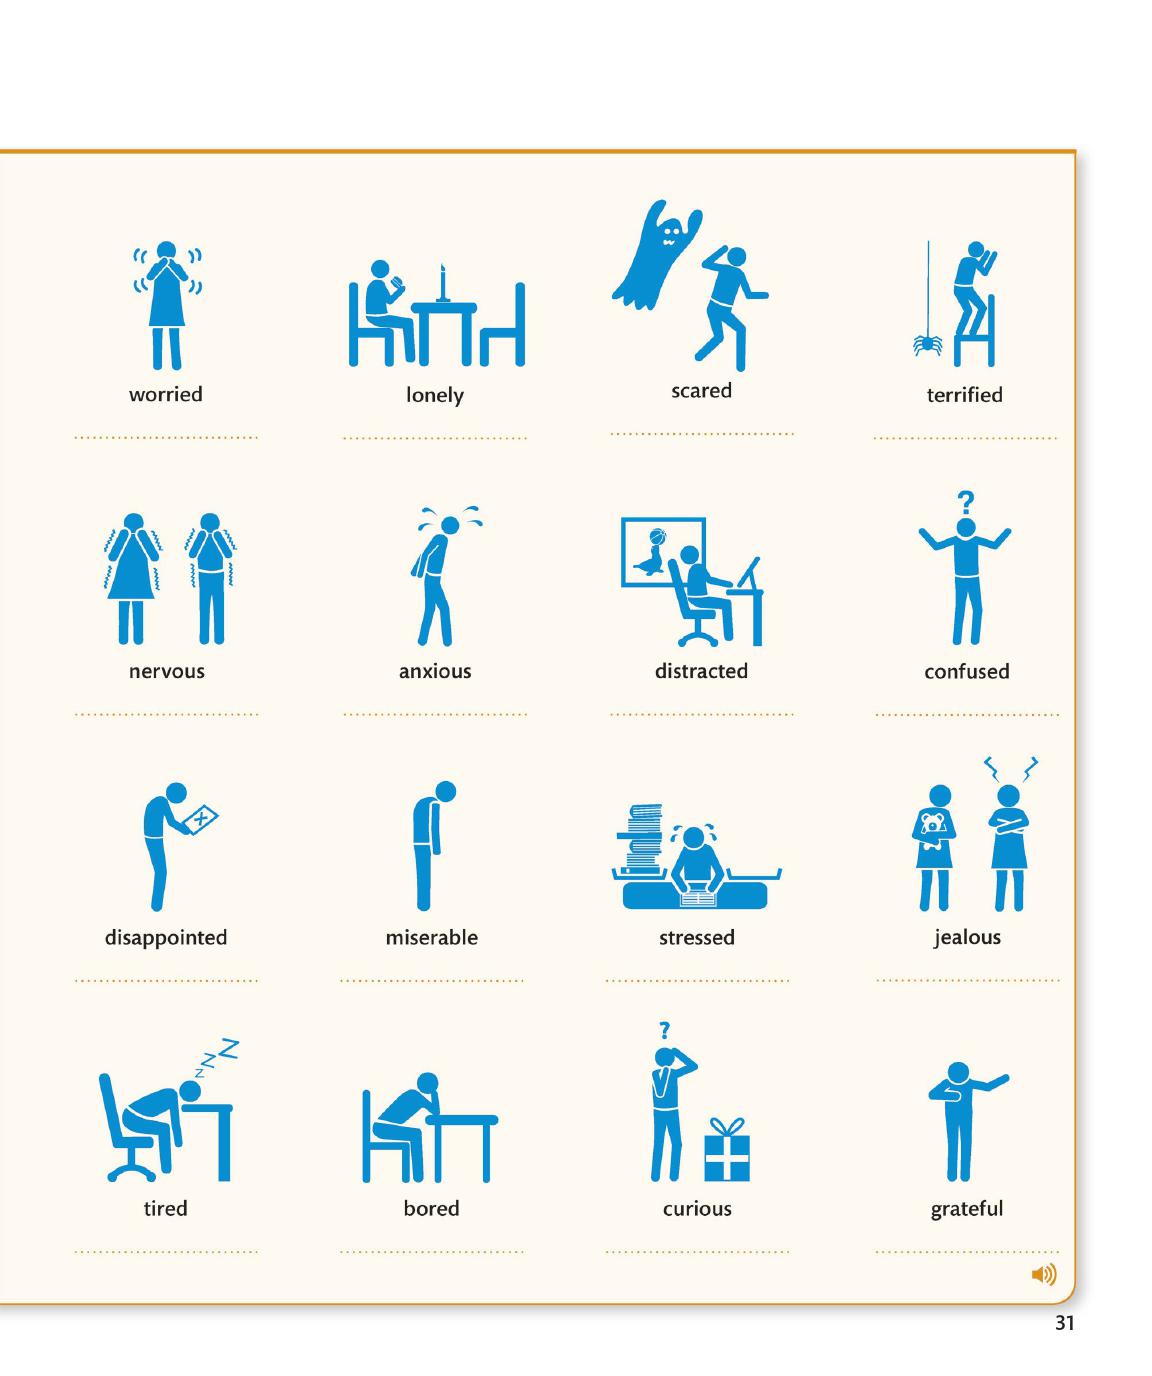 worried
lonely
scared
terrified
?
nervous
anxious
distracted
confused
disappointed
miserable
stressed
jealous
z z Z
?
tired
bored
curious
grateful
31